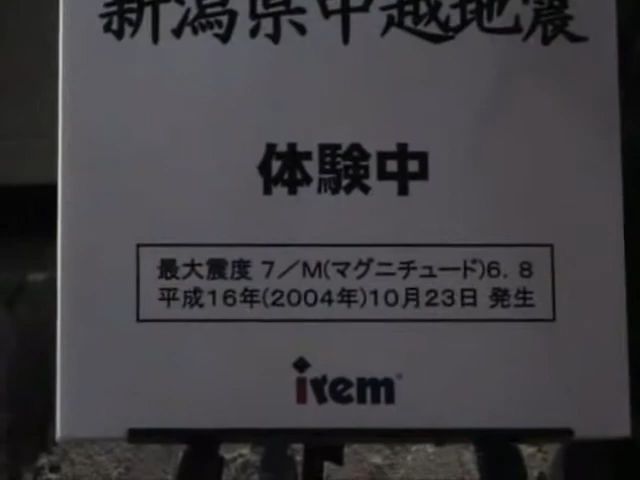 新潟県中越地震
体験中
最大震度 7／M(マグニチュード)6. 8
平成16年(2004年)10月23日 発生
irem